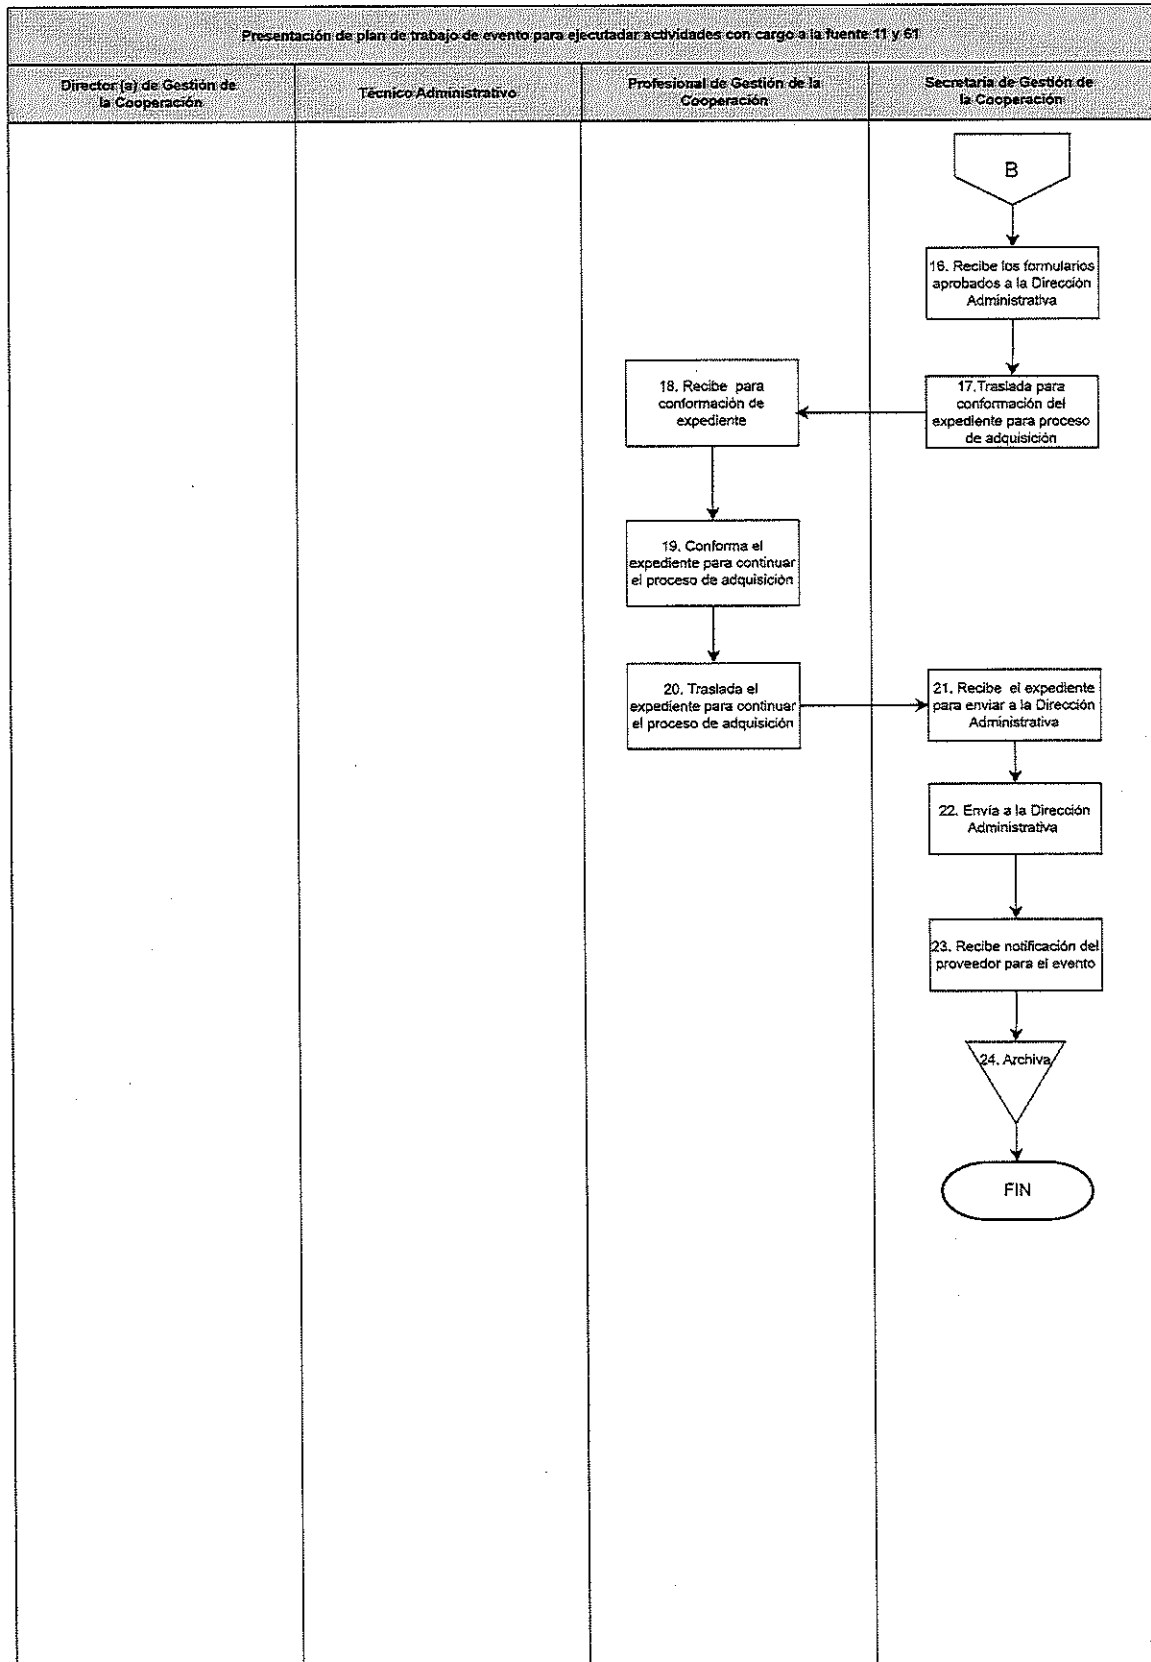 Presentación de plan de trabajo de evento para ejecutadar actividades con cargo a la fuente 11 y 61
Director (a) de Gestión de
la Cooperación
Técnico Administrativo
Profesional de Gestión de la
Cooperación
Secretaria de Gestión de
la Cooperación
B
16. Recibe los formularios
aprobados a la Dirección
Administrativa
17.Traslada para
conformación del
expediente para proceso
de adquisición
18. Recibe para
conformación de
expediente
19. Conforma el
expediente para continuar
el proceso de adquisición
20. Traslada el
expediente para continuar
el proceso de adquisición
21. Recibe el expediente
para enviar a la Dirección
Administrativa
22. Envía a la Dirección
Administrativa
23. Recibe notificación del
proveedor para el evento
24. Archiva
FIN